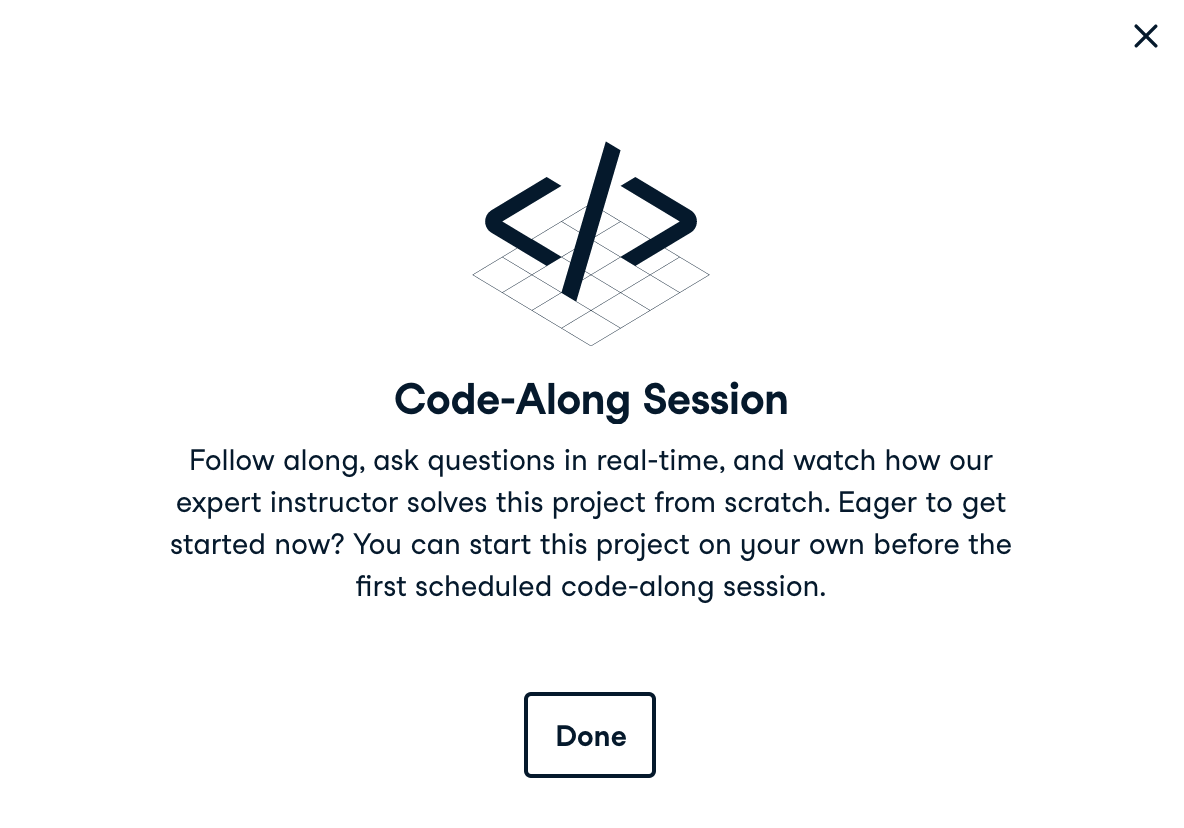 Code-Along Session
Follow along, ask questions in real-time, and watch how our
expert instructor solves this project from scratch. Eager to get
started now? You can start this project on your own before the
first scheduled code-along session.
Done